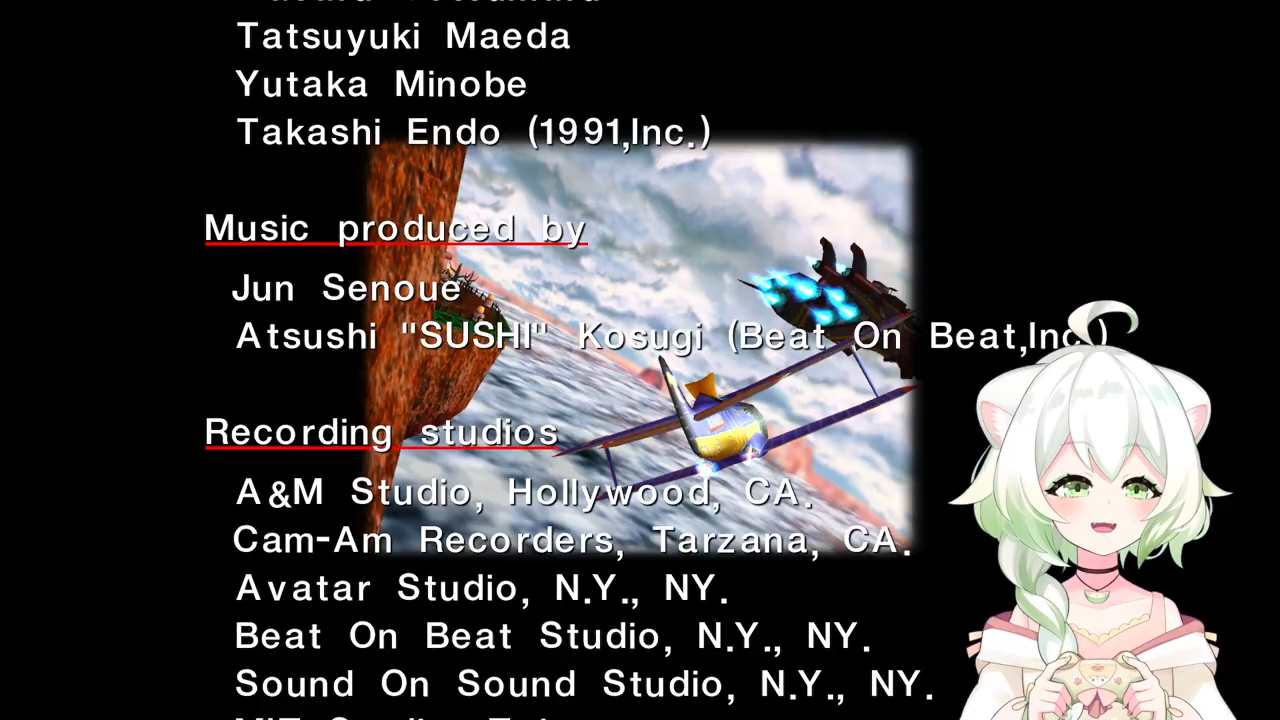 Tatsuyuki Maeda
Yutaka Minobe
Takashi Endo (1991,Inc.)
Music produced by
Jun Senoue
Atsushi "SUSHI" Kosugi (Beat On Beat,Inc.)
Recording studios
A&M Studio, Hollywood, CA.
Cam-Am Recorders, Tarzana, CA.
Avatar Studio, N.Y., NY.
Beat On Beat Studio, N.Y., NY.
Sound On Sound Studio, N.Y., NY.